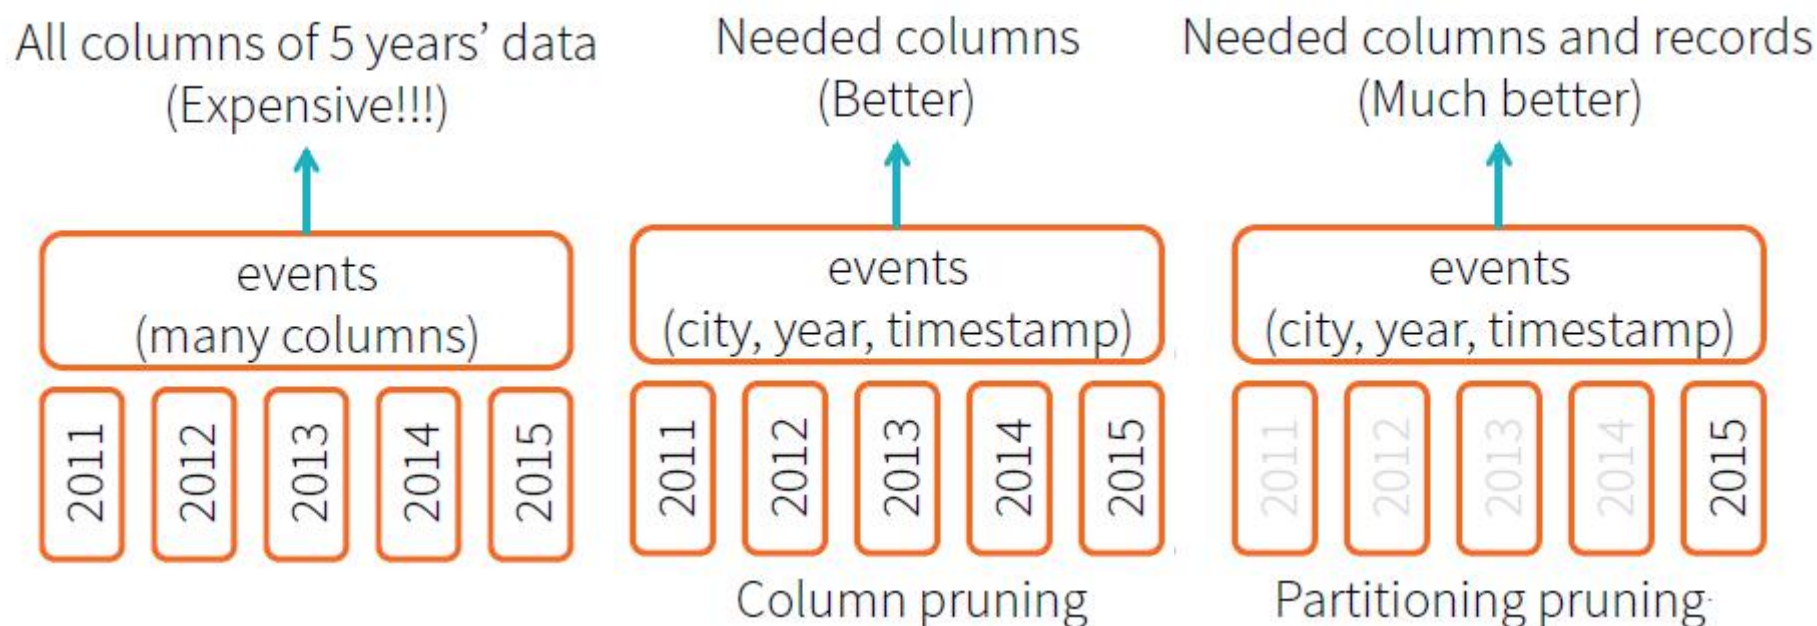 All columns of 5 years’ data
(Expensive!!!)
events
(many columns)
2011
2012
2013
2014
2015
Needed columns
(Better)
events
(city, year, timestamp)
2011
2012
2013
2014
2015
Column pruning
Needed columns and records
(Much better)
events
(city, year, timestamp)
2011
2012
2013
2014
2015
Partitioning pruning